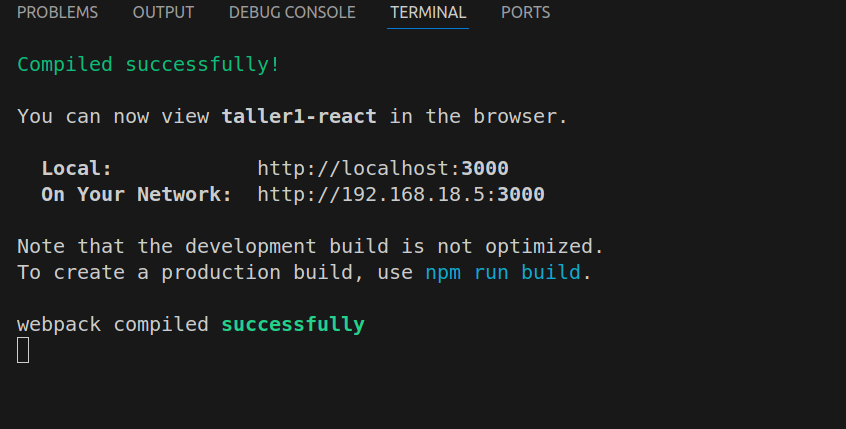 PROBLEMS OUTPUT DEBUG CONSOLE TERMINAL PORTS
Compiled successfully!
You can now view taller1-react in the browser.
Local: http://localhost:3000
On Your Network: http://192.168.18.5:3000
Note that the development build is not optimized.
To create a production build, use npm run build.
webpack compiled successfully